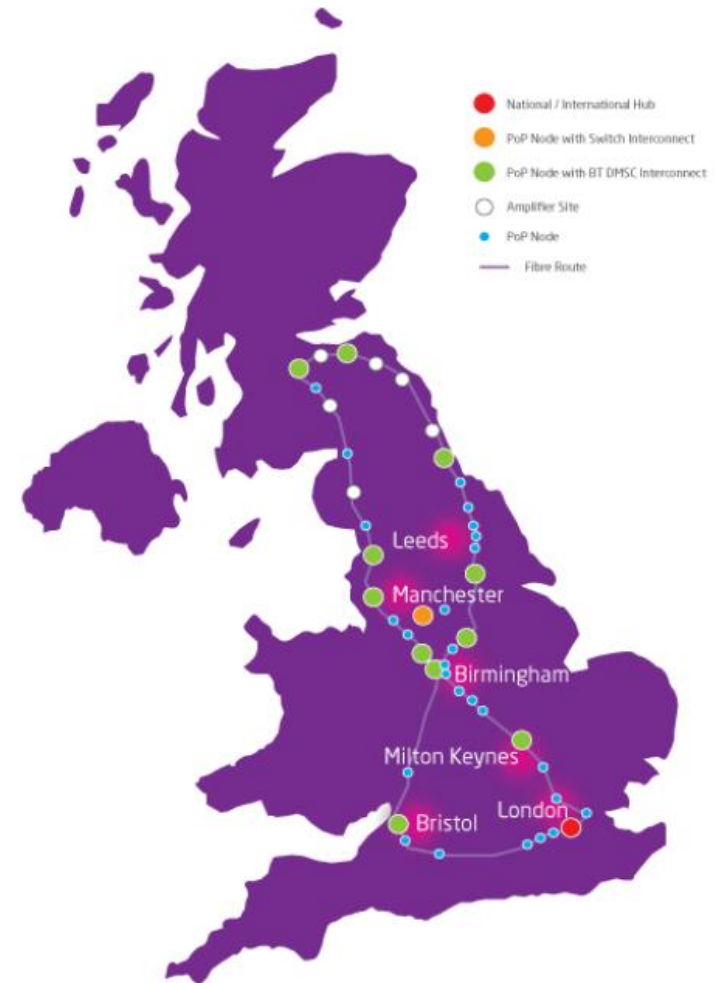 National / International Hub
PoP Node with Switch Interconnect
PoP Node with BT DMSC Interconnect
Amplifier Site
PoP Node
Fibre Route
Leeds
Manchester
Birmingham
Milton Keynes
London
Bristol